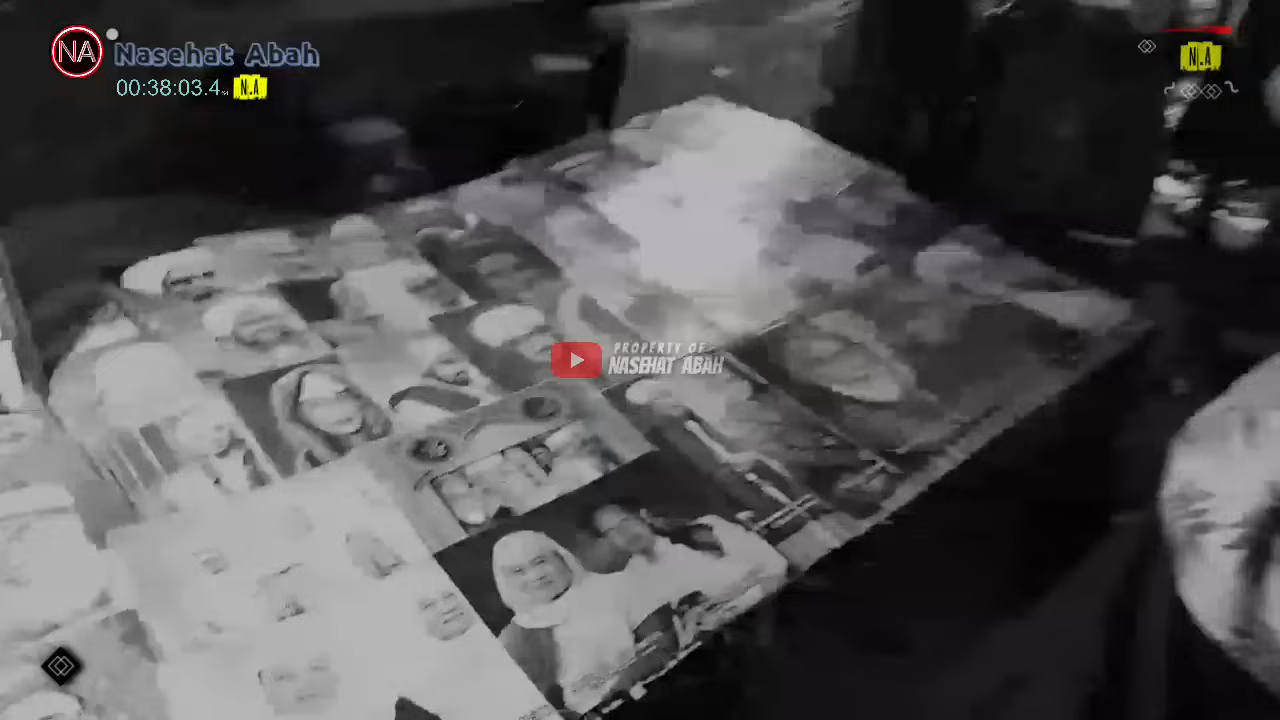 NA
Nasehat Abah
00:38:03.4
N.A
N.A
PROPERTY OF
NASEHAT ABAH